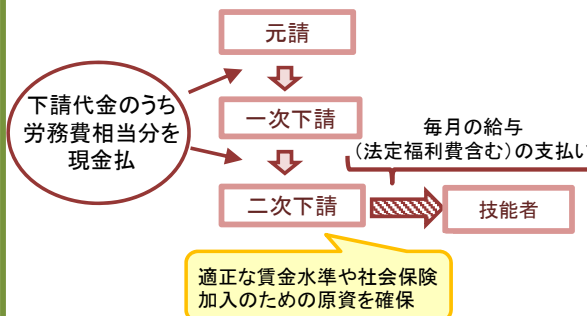 元請
下請代金のうち
労務費相当分を
現金払
一次下請
毎月の給与
(法定福利費含む)の支払い
二次下請
技能者
適正な賃金水準や社会保険
加入のための原資を確保